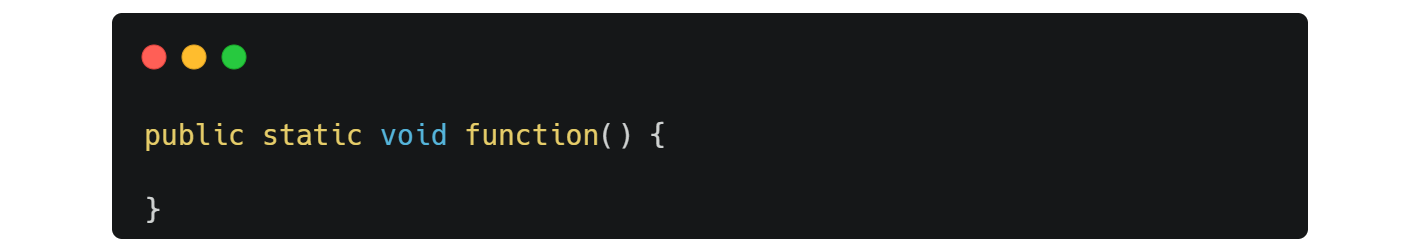 public static void function() {
}